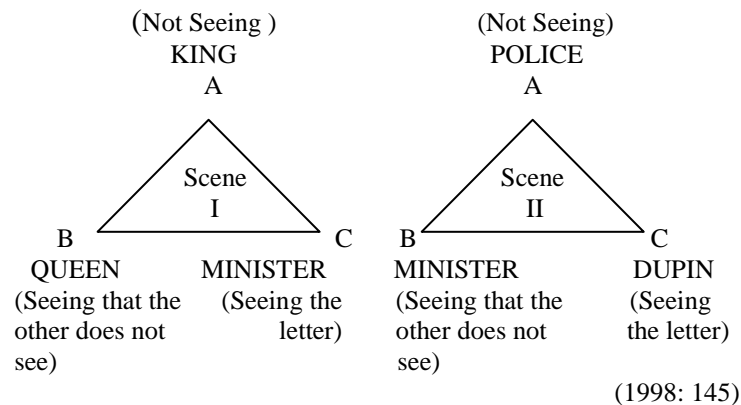 (Not Seeing )
KING
A
Scene
I
B
C
QUEEN
(Seeing that the
other does not
see)
MINISTER
(Seeing the
letter)
(Not Seeing)
POLICE
A
Scene
II
B
C
MINISTER
(Seeing that the
other does not
see)
DUPIN
(Seeing
the letter)
(1998: 145)